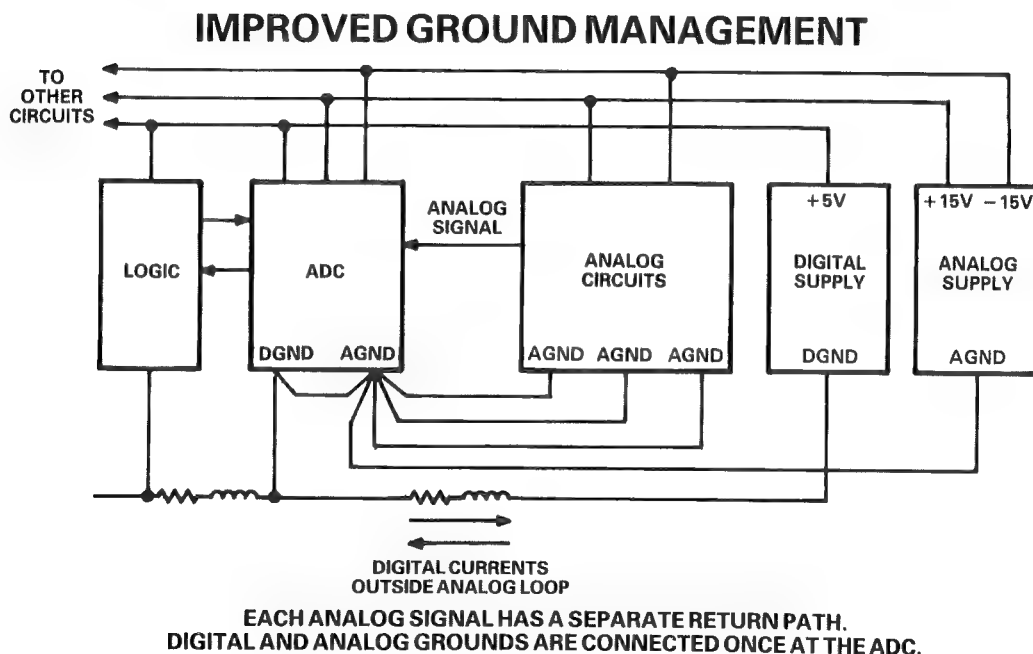 IMPROVED GROUND MANAGEMENT
TO
OTHER
CIRCUITS
LOGIC
ADC
DGND AGND
ANALOG
SIGNAL
ANALOG
CIRCUITS
AGND AGND AGND
+5V
DIGITAL
SUPPLY
DGND
+15V -15V
ANALOG
SUPPLY
AGND
DIGITAL CURRENTS
OUTSIDE ANALOG LOOP
EACH ANALOG SIGNAL HAS A SEPARATE RETURN PATH.
DIGITAL AND ANALOG GROUNDS ARE CONNECTED ONCE AT THE ADC.